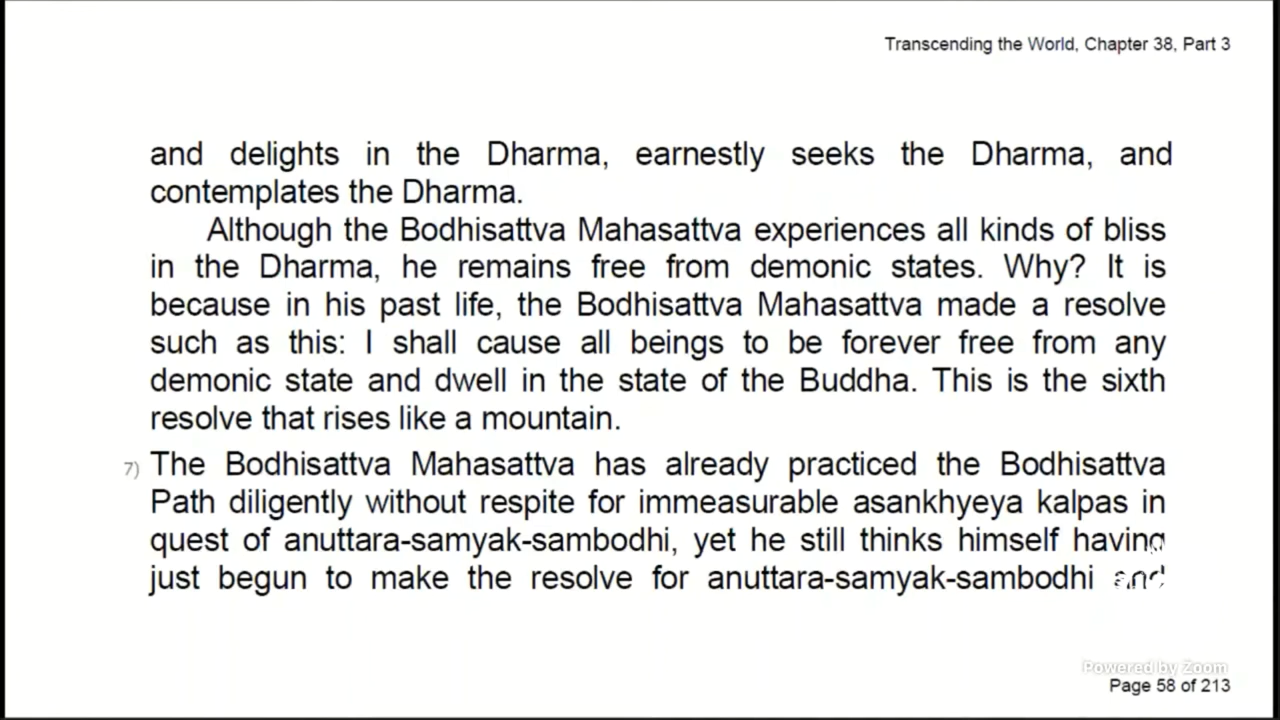 Transcending the World, Chapter 38, Part 3
and delights in the Dharma, earnestly seeks the Dharma, and
contemplates the Dharma.
Although the Bodhisattva Mahasattva experiences all kinds of bliss
in the Dharma, he remains free from demonic states. Why? It is
because in his past life, the Bodhisattva Mahasattva made a resolve
such as this: I shall cause all beings to be forever free from any
demonic state and dwell in the state of the Buddha. This is the sixth
resolve that rises like a mountain.
7) The Bodhisattva Mahasattva has already practiced the Bodhisattva
Path diligently without respite for immeasurable asankhyeya kalpas in
quest of anuttara-samyak-sambodhi, yet he still thinks himself having
just begun to make the resolve for anuttara-samyak-sambodhi and
Powered by Zoom
Page 58 of 213